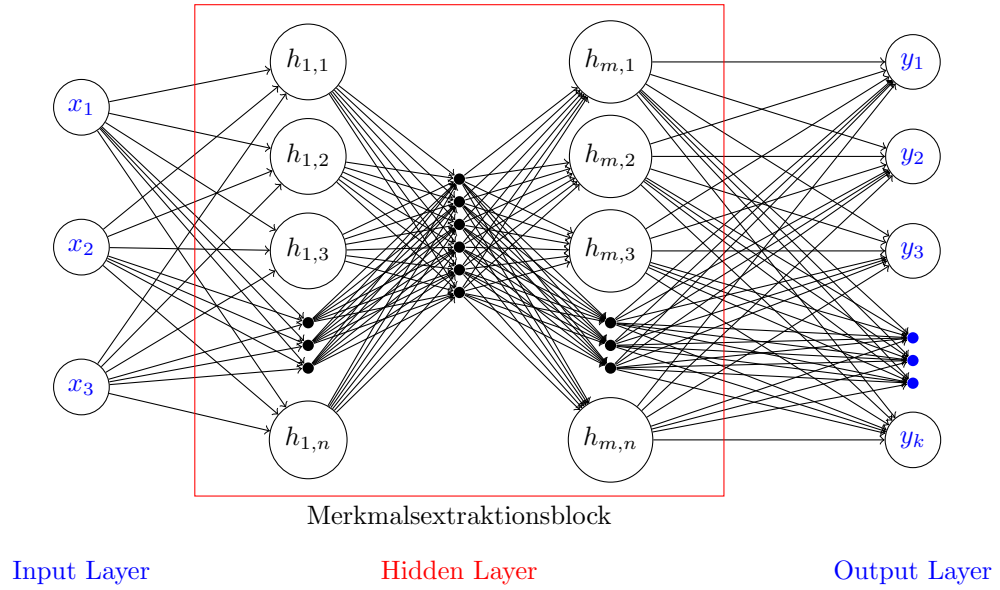 x₁
x₂
x₃
h₁,₁
h₁,₂
h₁,₃
h₁,ₙ
hₘ,₁
hₘ,₂
hₘ,₃
hₘ,ₙ
y₁
y₂
y₃
yₖ
Merkmalsextraktionsblock
Input Layer
Hidden Layer
Output Layer